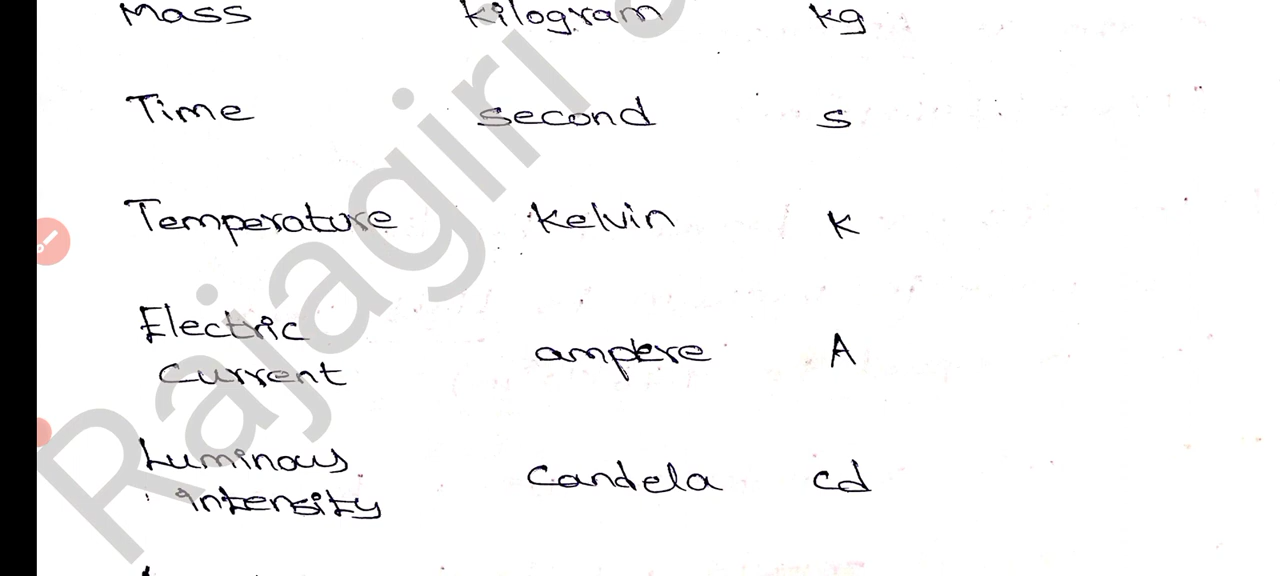 Mass kilogram kg
Time second s
Temperature Kelvin K
Electric
Current ampere A
Luminous
intensity Candela cd
Rajagiri